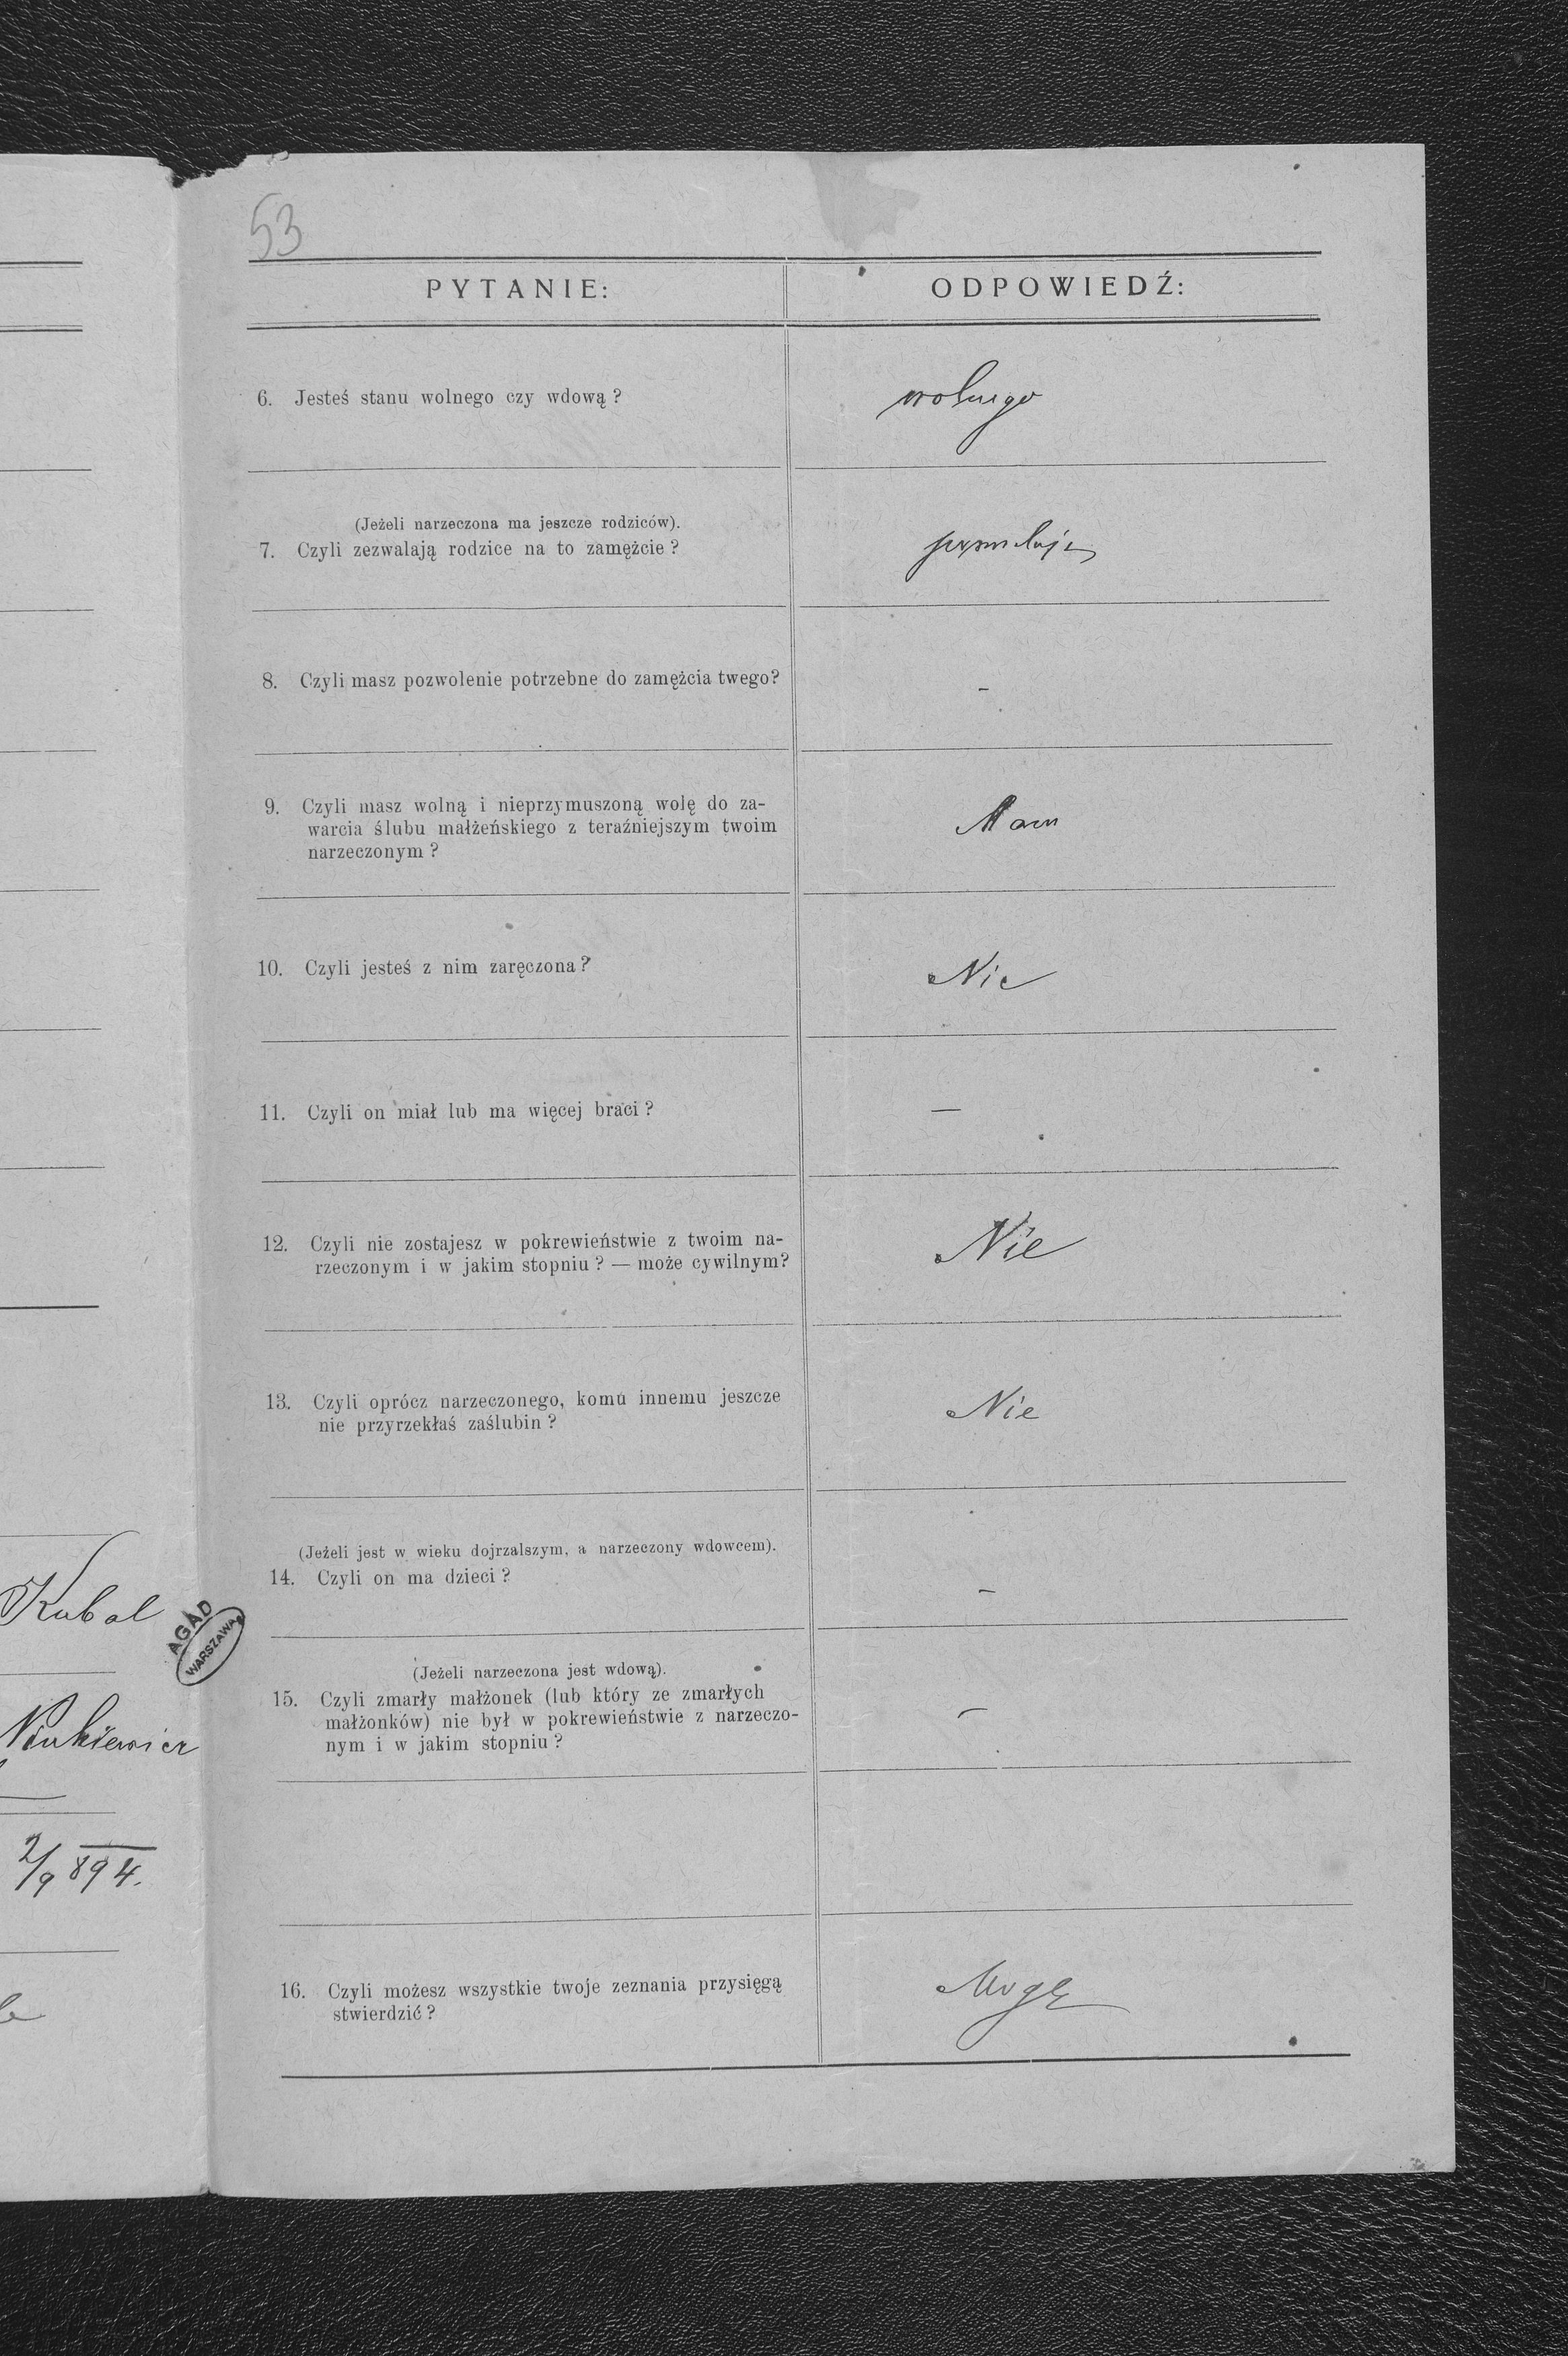 53
PYTANIE:
ODPOWIEDŹ:
6. Jesteś stanu wolnego czy wdową ?
wolnego
(Jeżeli narzeczona ma jeszcze rodziców).
7. Czyli zezwalają rodzice na to zamężcie ?
8. Czyli masz pozwolenie potrzebne do zamężcia twego?
-
9. Czyli masz wolną i nieprzymuszoną wolę do za-
warcia ślubu małżeńskiego z teraźniejszym twoim
narzeczonym ?
Mam
10. Czyli jesteś z nim zaręczona ?
Nie
11. Czyli on miał lub ma więcej braci ?
—
12. Czyli nie zostajesz w pokrewieństwie z twoim na-
rzeczonym i w jakim stopniu ? — może cywilnym?
Nie
13. Czyli oprócz narzeczonego, komu innemu jeszcze
nie przyrzekłaś zaślubin ?
Nie
(Jeżeli jest w wieku dojrzalszym, a narzeczony wdowcem).
14. Czyli on ma dzieci ?
-
(Jeżeli narzeczona jest wdową).
15. Czyli zmarły małżonek (lub który ze zmarłych
małżonków) nie był w pokrewieństwie z narzeczo-
nym i w jakim stopniu ?
-
16. Czyli możesz wszystkie twoje zeznania przysięgą
stwierdzić ?
Mogę
Kubal
AGAD
WARSZAWA
2/9 894.